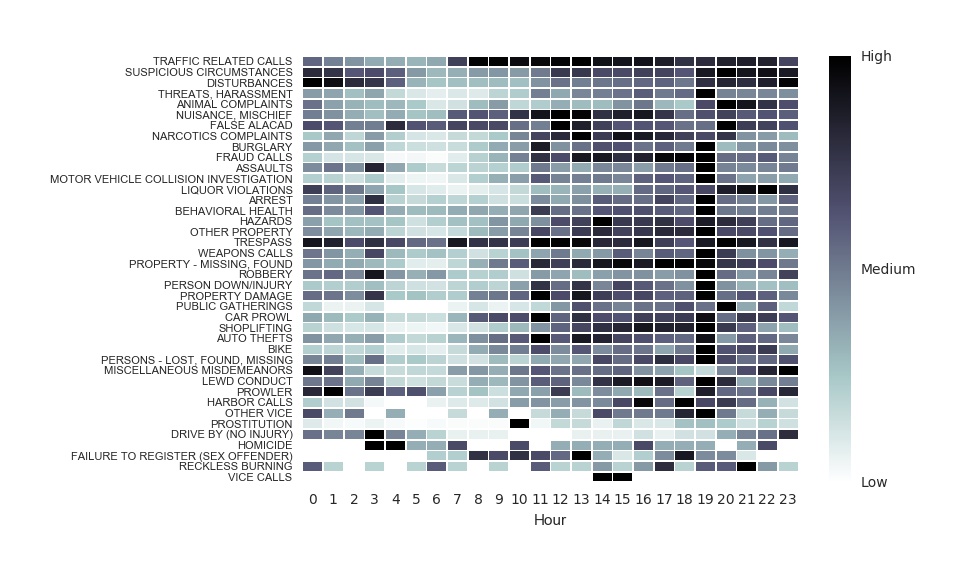 TRAFFIC RELATED CALLS
SUSPICIOUS CIRCUMSTANCES
DISTURBANCES
THREATS, HARASSMENT
ANIMAL COMPLAINTS
NUISANCE, MISCHIEF
FALSE ALACAD
NARCOTICS COMPLAINTS
BURGLARY
FRAUD CALLS
ASSAULTS
MOTOR VEHICLE COLLISION INVESTIGATION
LIQUOR VIOLATIONS
ARREST
BEHAVIORAL HEALTH
HAZARDS
OTHER PROPERTY
TRESPASS
WEAPONS CALLS
PROPERTY - MISSING, FOUND
ROBBERY
PERSON DOWN/INJURY
PROPERTY DAMAGE
PUBLIC GATHERINGS
CAR PROWL
SHOPLIFTING
AUTO THEFTS
BIKE
PERSONS - LOST, FOUND, MISSING
MISCELLANEOUS MISDEMEANORS
LEWD CONDUCT
PROWLER
HARBOR CALLS
OTHER VICE
PROSTITUTION
DRIVE BY (NO INJURY)
HOMICIDE
FAILURE TO REGISTER (SEX OFFENDER)
RECKLESS BURNING
VICE CALLS
0 1 2 3 4 5 6 7 8 9 10 11 12 13 14 15 16 17 18 19 20 21 22 23
Hour
High
Medium
Low